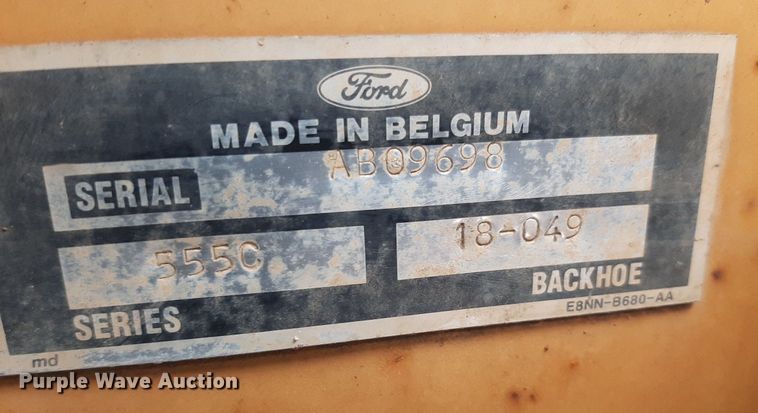 Ford
MADE IN BELGIUM
SERIAL AB09698
555C 18-049
SERIES BACKHOE
E8NN-B680-AA
md
Purple Wave Auction